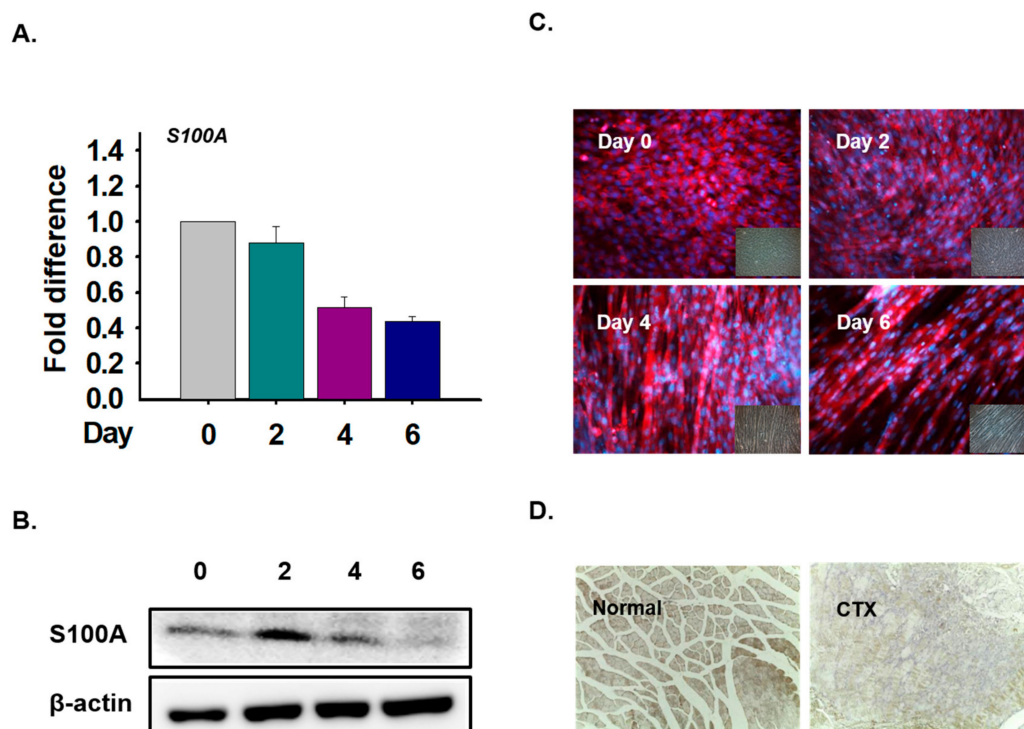 A.
S100A
Fold difference
1.4
1.2
1.0
0.8
0.6
0.4
0.2
0.0
Day 0 2 4 6
B.
0 2 4 6
S100A
β-actin
C.
Day 0
Day 2
Day 4
Day 6
D.
Normal
CTX